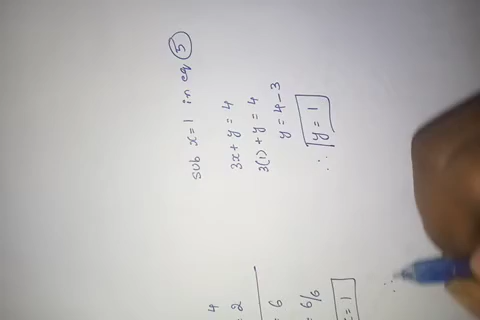 4
= 2
= 6
= 6/6
x = 1
sub x = 1 in eq 5
3x + y = 4
3(1) + y = 4
y = 4 - 3
∴ y = 1
∴